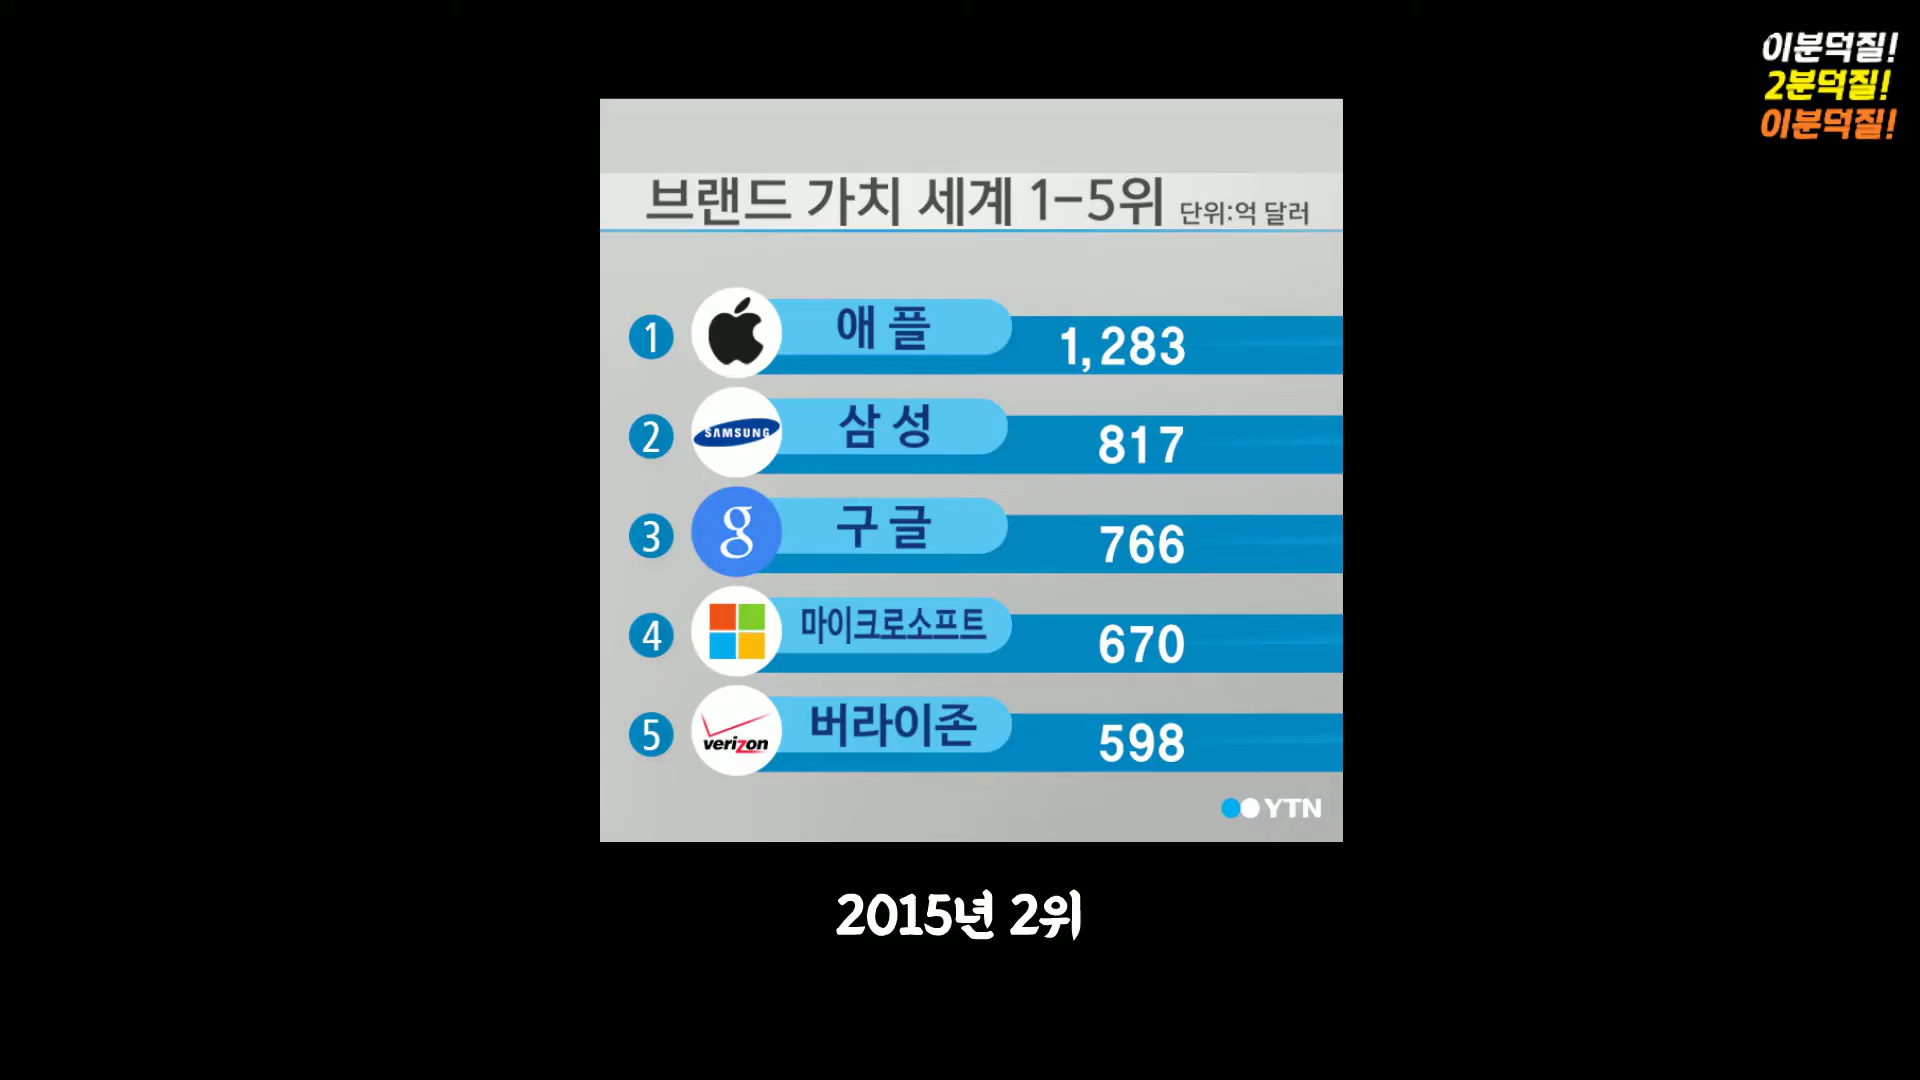 이분덕질!
2분덕질!
이분덕질!
브랜드 가치 세계 1-5위 단위:억 달러
1 애플 1,283
2 SAMSUNG 삼성 817
3 g 구글 766
4 마이크로소프트 670
5 verizon 버라이존 598
YTN
2015년 2위